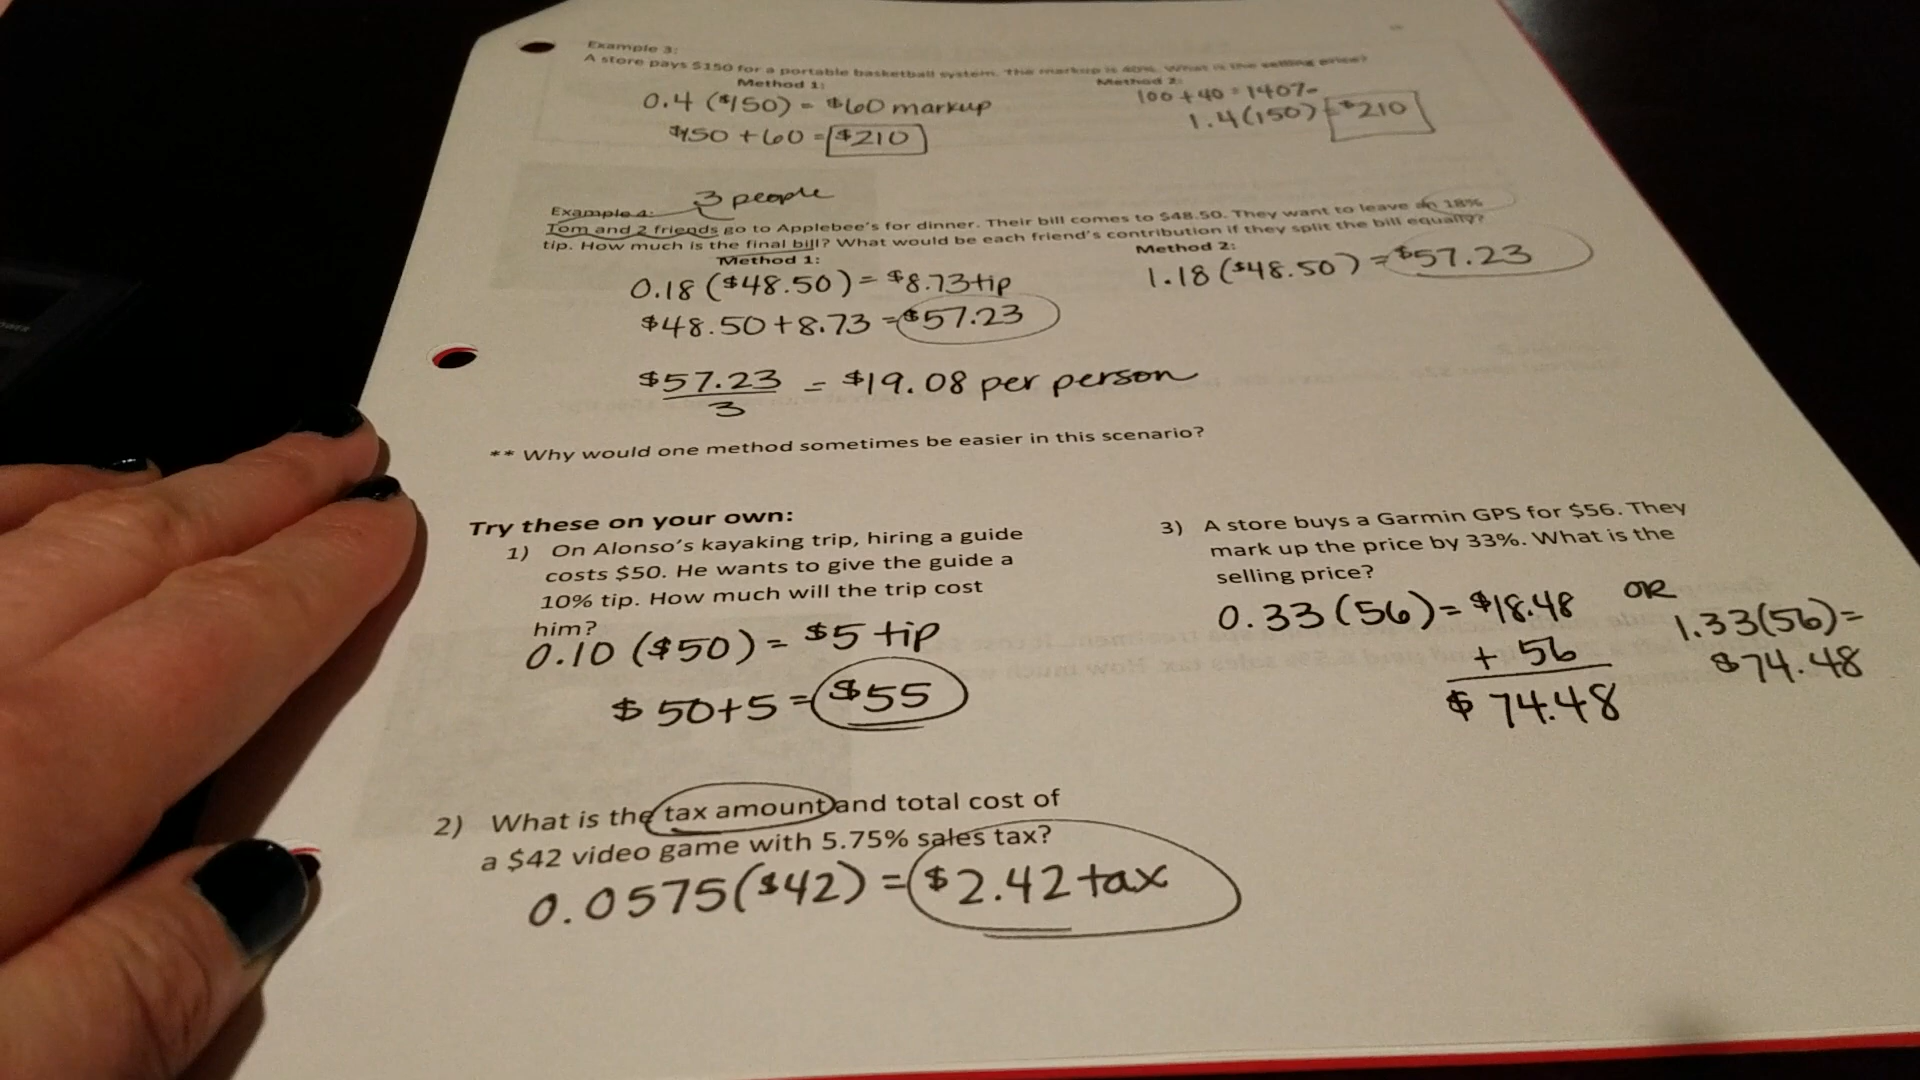 Example 3:
A store pays $150 for a portable basketball system. The markup is 40%. What is the selling price?
Method 1:
0.4 ($150) = $60 markup
$150 + 60 = $210
Method 2:
100 + 40 = 140%
1.4(150) = $210
3 people
Example 4:
Tom and 2 friends go to Applebee's for dinner. Their bill comes to $48.50. They want to leave an 18%
tip. How much is the final bill? What would be each friend's contribution if they split the bill equally?
Method 1:
0.18 ($48.50) = $8.73 tip
$48.50 + 8.73 = $57.23
Method 2:
1.18 ($48.50) = $57.23
$57.23
3
= $19.08 per person
** Why would one method sometimes be easier in this scenario?
Try these on your own:
1) On Alonso's kayaking trip, hiring a guide
costs $50. He wants to give the guide a
10% tip. How much will the trip cost
him?
0.10 ($50) = $5 tip
$50+5 = $55
2) What is the tax amount and total cost of
a $42 video game with 5.75% sales tax?
0.0575($42) = $2.42 tax
3) A store buys a Garmin GPS for $56. They
mark up the price by 33%. What is the
selling price?
0.33 (56) = $18.48
+ 56
$ 74.48
OR
1.33(56)=
$74.48